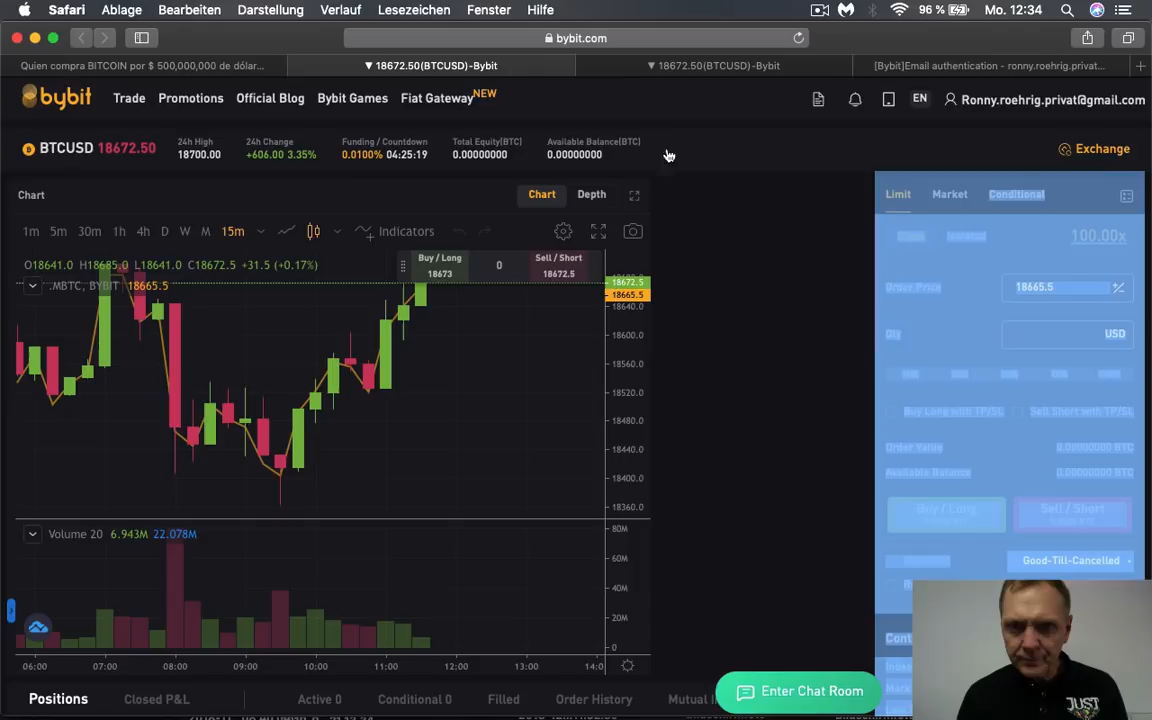 Safari Ablage Bearbeiten Darstellung Verlauf Lesezeichen Fenster Hilfe 96 % Mo. 12:34
bybit.com
Quien compra BITCOIN por $ 500,000,000 de dólar... ▼ 18672.50(BTCUSD)-Bybit ▼ 18672.50(BTCUSD)-Bybit [Bybit]Email authentication - ronny.roehrig.privat...
bybit Trade Promotions Official Blog Bybit Games Fiat Gateway NEW EN Ronny.roehrig.privat@gmail.com
24h High 24h Change Funding / Countdown Total Equity(BTC) Available Balance(BTC)
BTCUSD 18672.50 18700.00 +606.00 3.35% 0.0100% 04:25:19 0.00000000 0.00000000 Exchange
Chart Chart Depth Limit Market Conditional
1m 5m 30m 1h 4h D W M 15m Indicators 100.00x
O18641.0 H18685.0 L18641.0 C18672.5 +31.5 (+0.17%) Buy / Long 18673 0 Sell / Short 18672.5
.MBTC, BYBIT 18665.5 18672.5
18665.5 Order Price 18665.5
18640.0
18600.0 Qty USD
18560.0
18520.0
18480.0 Buy Long with TP/SL Sell Short with TP/SL
18440.0 Order Value 0.00000000 BTC
18400.0 Available Balance 0.00000000 BTC
18360.0 Buy / Long Sell / Short
Volume 20 6.943M 22.078M 80M
60M Good-Till-Cancelled
40M
20M
0 Cont
06:00 07:00 08:00 09:00 10:00 11:00 12:00 13:00 14:0
Positions Closed P&L Active 0 Conditional 0 Filled Order History Mutual I Enter Chat Room
JUST